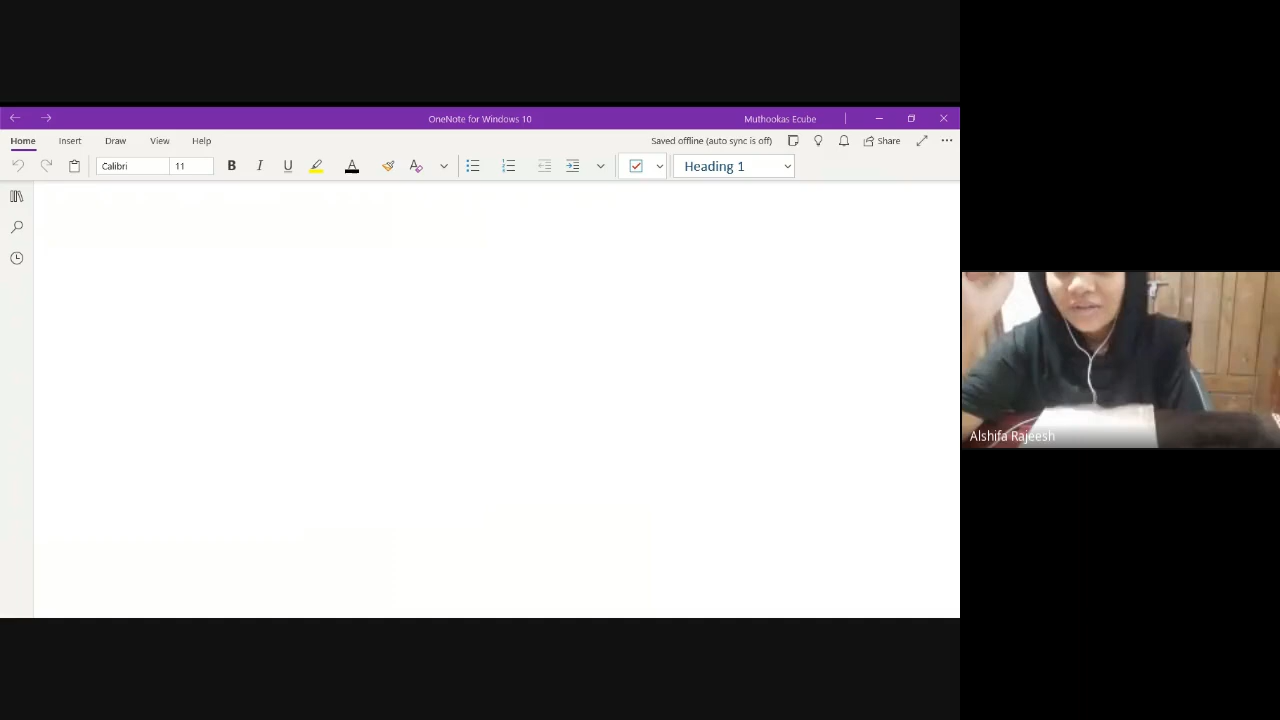 OneNote for Windows 10
Muthookas Ecube
Home Insert Draw View Help
Saved offline (auto sync is off)
Share
Calibri 11 B I U A A Heading 1
Alshifa Rajeesh